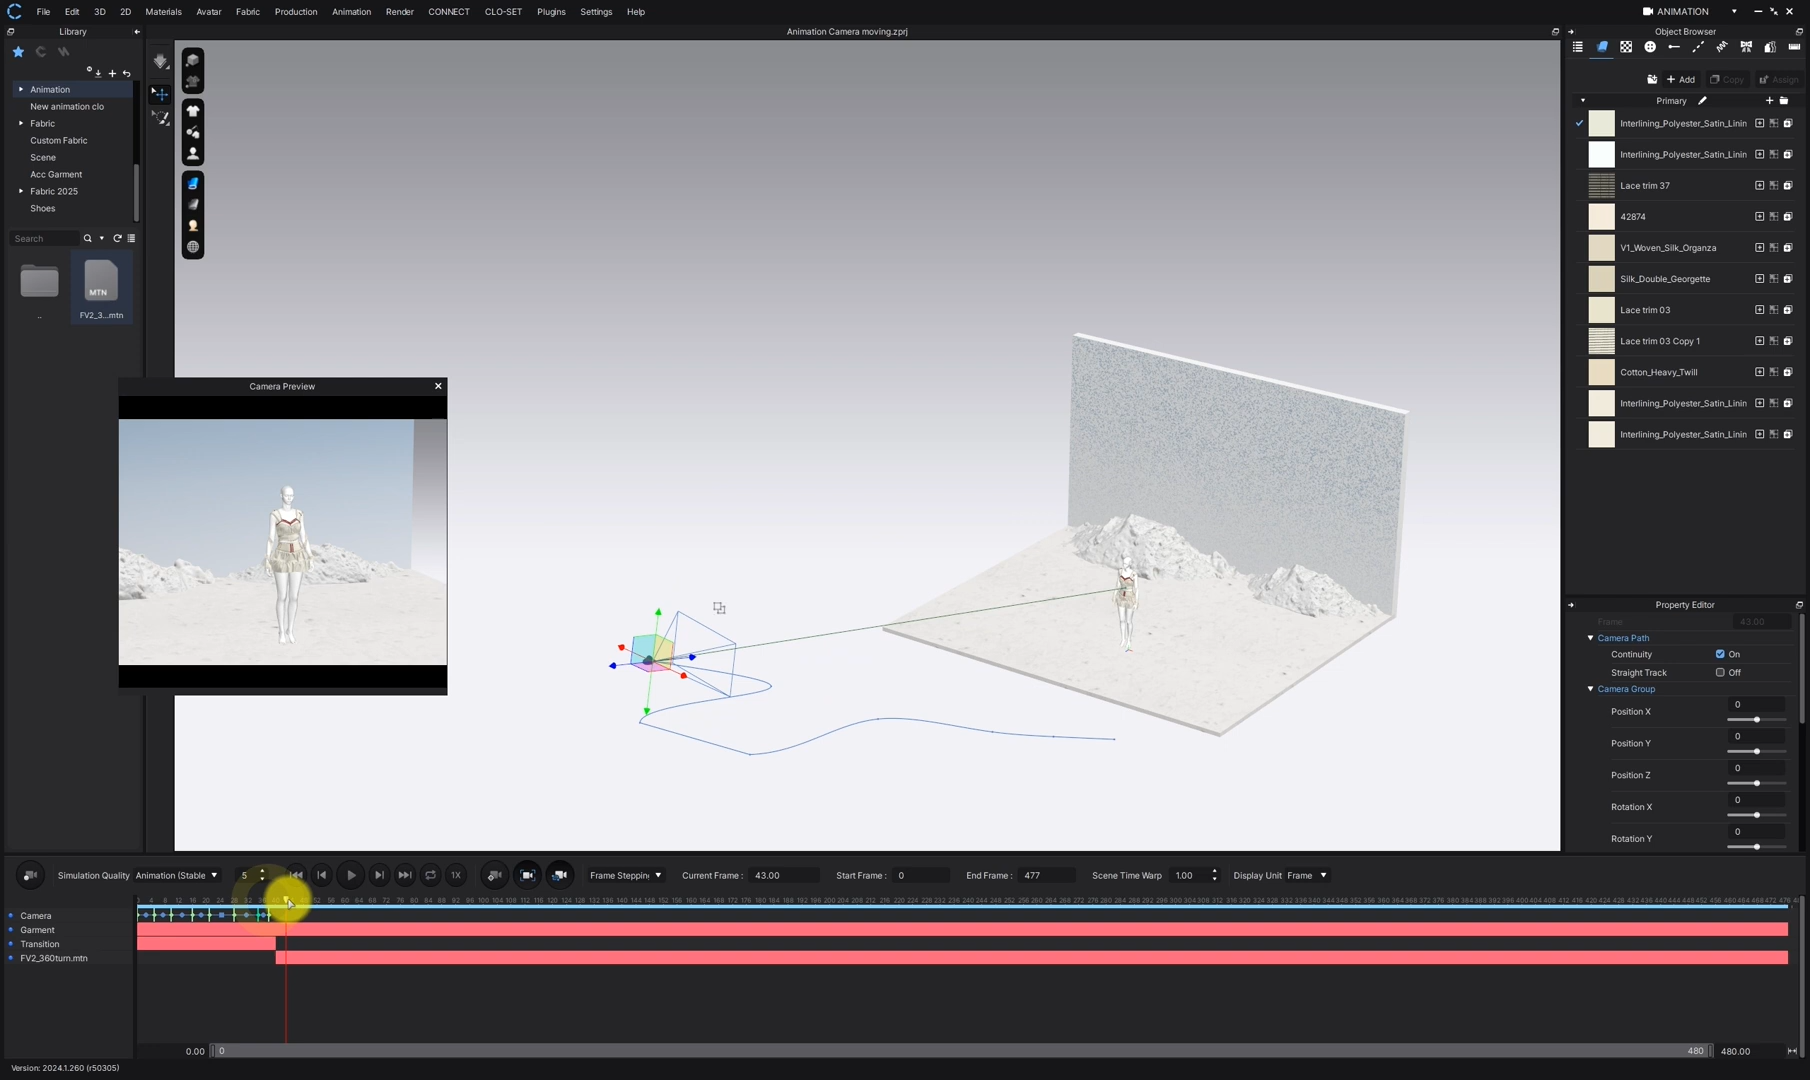 File Edit 3D 2D Materials Avatar Fabric Production Animation Render CONNECT CLO-SET Plugins Settings Help ANIMATION
Library
Animation Camera moving.zprj
Object Browser
Animation
New animation clo
Fabric
Custom Fabric
Scene
Acc Garment
Fabric 2025
Shoes
Search
MTN
..
FV2_3...mtn
Add Copy Assign
Primary
Interlining_Polyester_Satin_Linin
Interlining_Polyester_Satin_Linin
Lace trim 37
42874
V1_Woven_Silk_Organza
Silk_Double_Georgette
Lace trim 03
Lace trim 03 Copy 1
Cotton_Heavy_Twill
Interlining_Polyester_Satin_Linin
Interlining_Polyester_Satin_Linin
Camera Preview
Property Editor
Frame 43.00
Camera Path
Continuity On
Straight Track Off
Camera Group
Position X 0
Position Y 0
Position Z 0
Rotation X 0
Rotation Y 0
Simulation Quality Animation (Stable 5 1X Frame Steppin Current Frame : 43.00 Start Frame : 0 End Frame : 477 Scene Time Warp 1.00 Display Unit Frame
Camera
Garment
Transition
FV2_360turn.mtn
0.00 0 480 480.00
Version: 2024.1.260 (r50305)